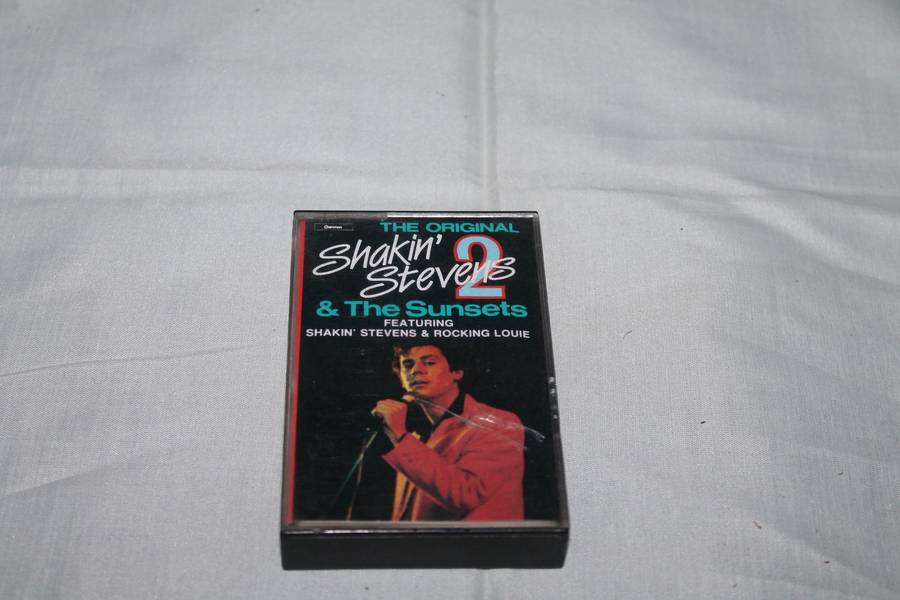 THE ORIGINAL
Shakin'
Stevens 2
& The Sunsets
FEATURING
SHAKIN' STEVENS & ROCKING LOUIE